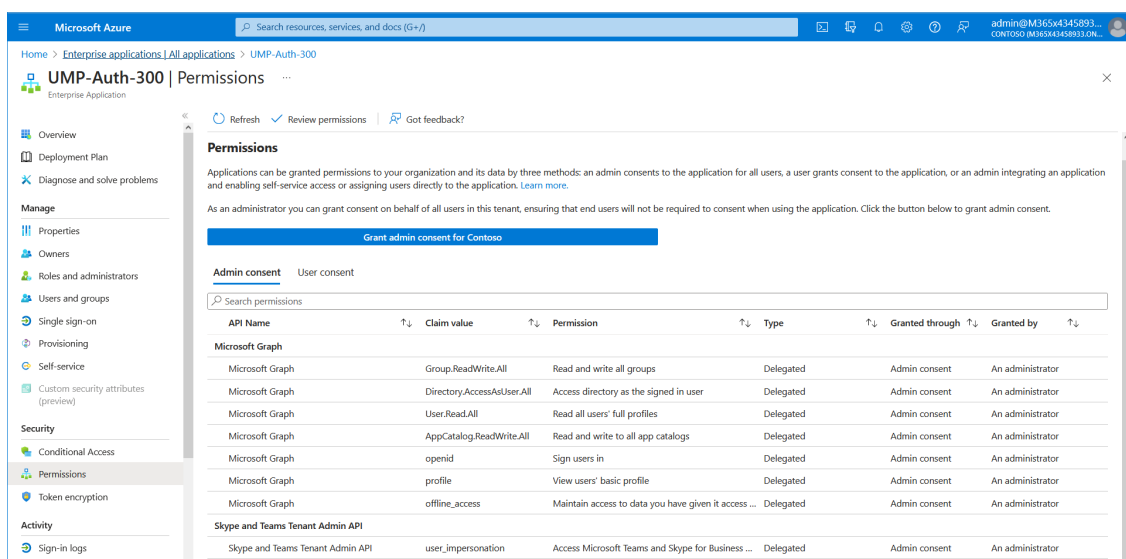 Microsoft Azure
Search resources, services, and docs (G+/)
admin@M365x4345893...
CONTOSO (M365X43458933.ON...
Home > Enterprise applications | All applications > UMP-Auth-300
UMP-Auth-300 | Permissions ...
Enterprise Application
Refresh Review permissions Got feedback?
Overview
Deployment Plan
Diagnose and solve problems
Manage
Properties
Owners
Roles and administrators
Users and groups
Single sign-on
Provisioning
Self-service
Custom security attributes
(preview)
Security
Conditional Access
Permissions
Token encryption
Activity
Sign-in logs
Permissions
Applications can be granted permissions to your organization and its data by three methods: an admin consents to the application for all users, a user grants consent to the application, or an admin integrating an application
and enabling self-service access or assigning users directly to the application. Learn more.
As an administrator you can grant consent on behalf of all users in this tenant, ensuring that end users will not be required to consent when using the application. Click the button below to grant admin consent.
Grant admin consent for Contoso
Admin consent User consent
Search permissions
API Name Claim value Permission Type Granted through Granted by
Microsoft Graph
Microsoft Graph Group.ReadWrite.All Read and write all groups Delegated Admin consent An administrator
Microsoft Graph Directory.AccessAsUser.All Access directory as the signed in user Delegated Admin consent An administrator
Microsoft Graph User.Read.All Read all users' full profiles Delegated Admin consent An administrator
Microsoft Graph AppCatalog.ReadWrite.All Read and write to all app catalogs Delegated Admin consent An administrator
Microsoft Graph openid Sign users in Delegated Admin consent An administrator
Microsoft Graph profile View users' basic profile Delegated Admin consent An administrator
Microsoft Graph offline_access Maintain access to data you have given it access ... Delegated Admin consent An administrator
Skype and Teams Tenant Admin API
Skype and Teams Tenant Admin API user_impersonation Access Microsoft Teams and Skype for Business ... Delegated Admin consent An administrator